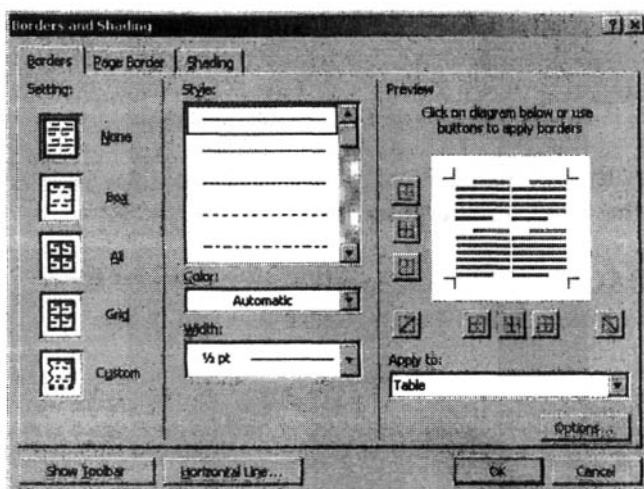 Borders and Shading
Borders Page Border Shading
Setting:
None
Box
All
Grid
Custom
Style:
Color:
Automatic
Width:
½ pt
Preview
Click on diagram below or use
buttons to apply borders
Apply to:
Table
Options...
Show Toolbar Horizontal Line... OK Cancel